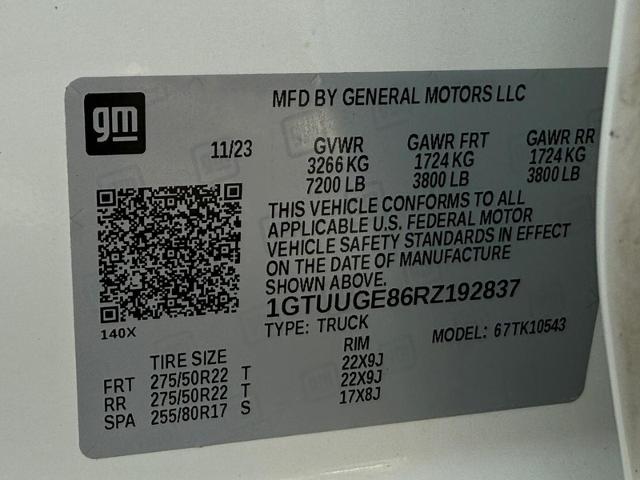 gm
MFD BY GENERAL MOTORS LLC
11/23 GVWR GAWR FRT GAWR RR
3266 KG 1724 KG 1724 KG
7200 LB 3800 LB 3800 LB
THIS VEHICLE CONFORMS TO ALL
APPLICABLE U.S. FEDERAL MOTOR
VEHICLE SAFETY STANDARDS IN EFFECT
ON THE DATE OF MANUFACTURE
SHOWN ABOVE.
1GTUUGE86RZ192837
140X
TYPE: TRUCK MODEL: 67TK10543
TIRE SIZE RIM
FRT 275/50R22 T 22X9J
RR 275/50R22 T 22X9J
SPA 255/80R17 S 17X8J